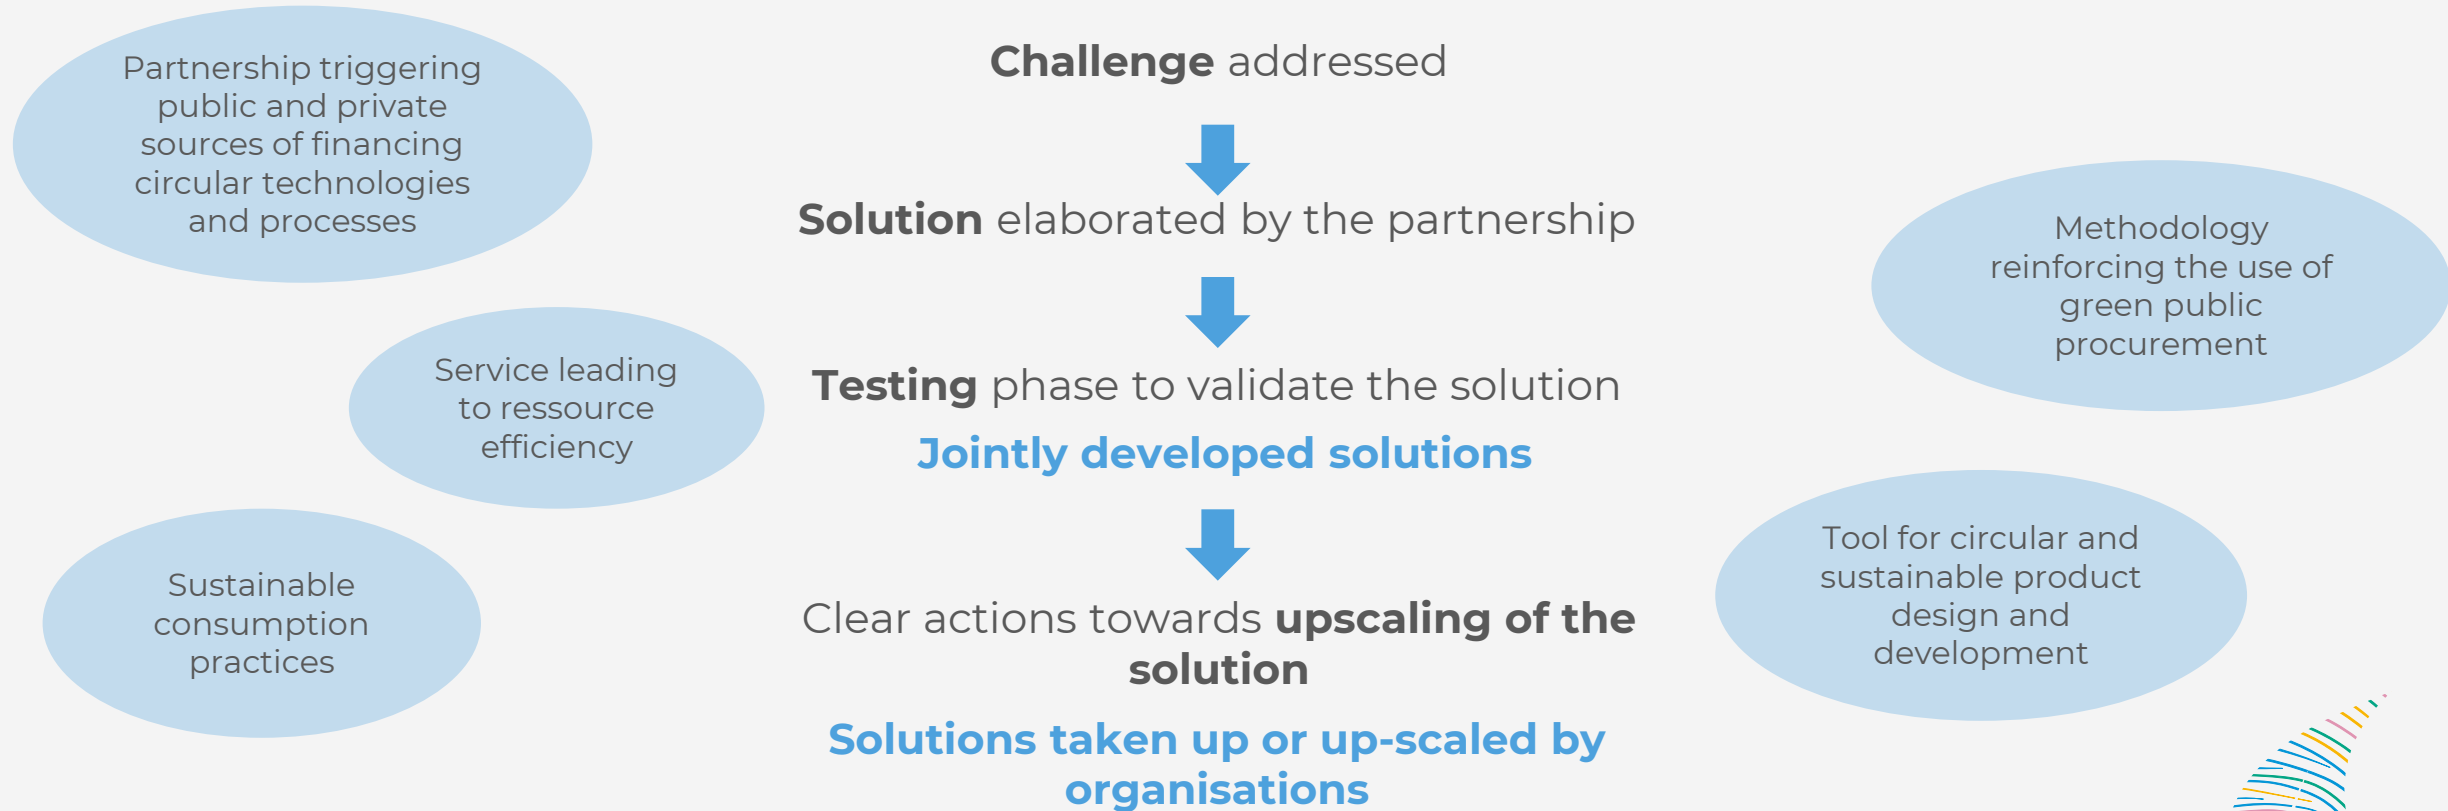 Partnership triggering
public and private
sources of financing
circular technologies
and processes
Service leading
to ressource
efficiency
Sustainable
consumption
practices
Challenge addressed
Solution elaborated by the partnership
Testing phase to validate the solution
Jointly developed solutions
Clear actions towards upscaling of the
solution
Solutions taken up or up-scaled by
organisations
Methodology
reinforcing the use of
green public
procurement
Tool for circular and
sustainable product
design and
development